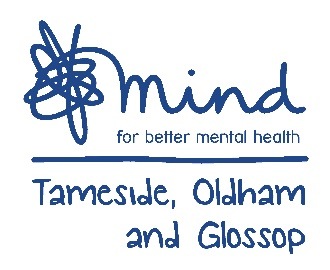 mind
for better mental health
Tameside, Oldham
and Glossop